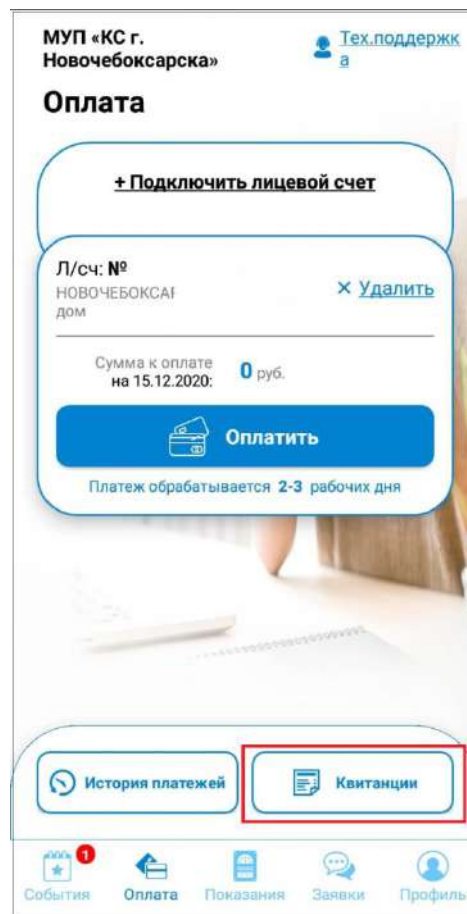 МУП «КС г.
Новочебоксарска»
Тех.поддержк
а
Оплата
+ Подключить лицевой счет
Л/сч: №
НОВОЧЕБОКСАР
дом
× Удалить
Сумма к оплате
на 15.12.2020:
0 руб.
Оплатить
Платеж обрабатывается 2-3 рабочих дня
История платежей
Квитанции
1
События
Оплата
Показания
Заявки
Профиль